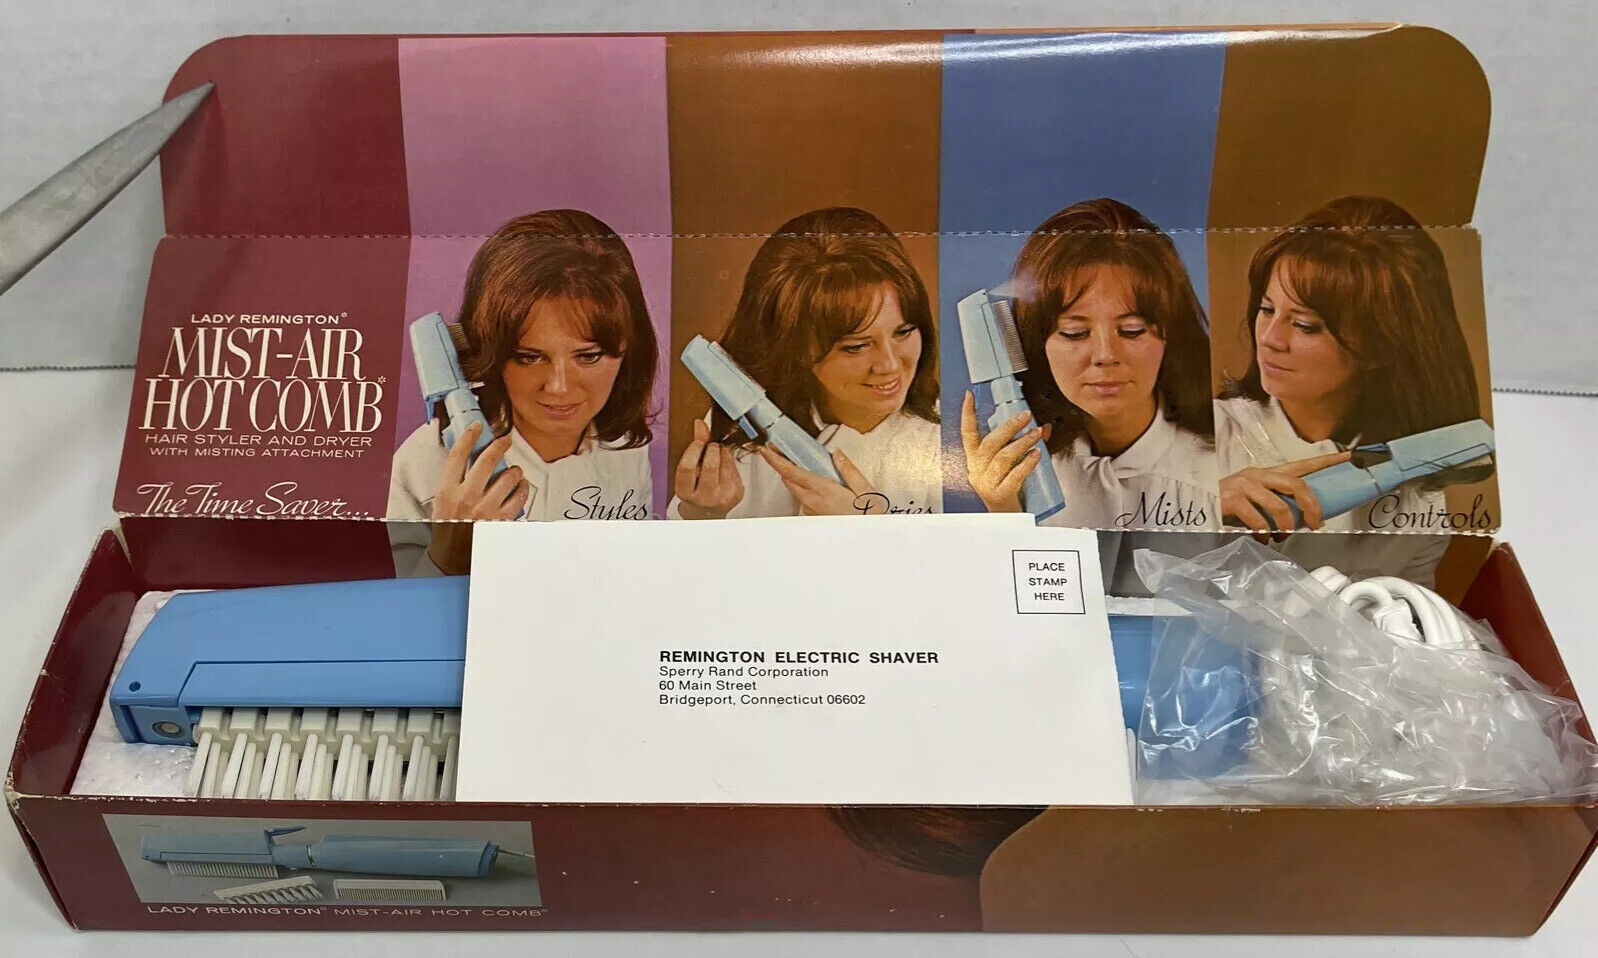 LADY REMINGTON*
MIST-AIR
HOT COMB*
HAIR STYLER AND DRYER
WITH MISTING ATTACHMENT
The Time Saver...
Styles
Dries
Mists
Controls
PLACE
STAMP
HERE
REMINGTON ELECTRIC SHAVER
Sperry Rand Corporation
60 Main Street
Bridgeport, Connecticut 06602
LADY REMINGTON* MIST-AIR HOT COMB*